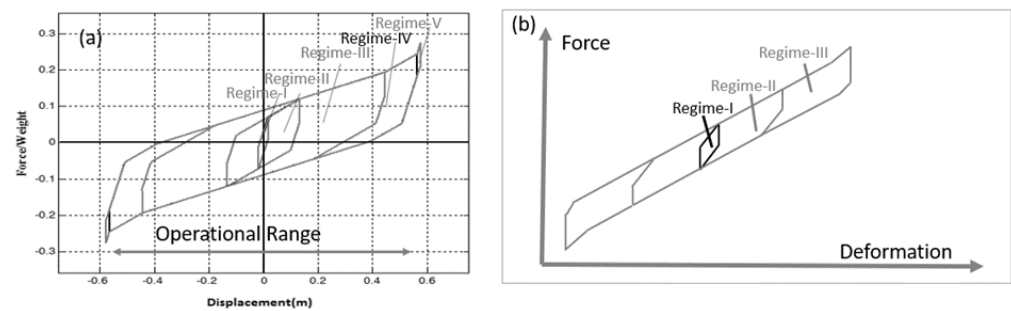 (a)
Regime-V
Regime-IV
Regime-III
Regime-II
Regime-I
0.3
0.2
0.1
0
-0.1
-0.2
-0.3
Force/Weight
Operational Range
-0.6 -0.4 -0.2 0 0.2 0.4 0.6
Displacement(m)
(b)
Force
Regime-III
Regime-II
Regime-I
Deformation